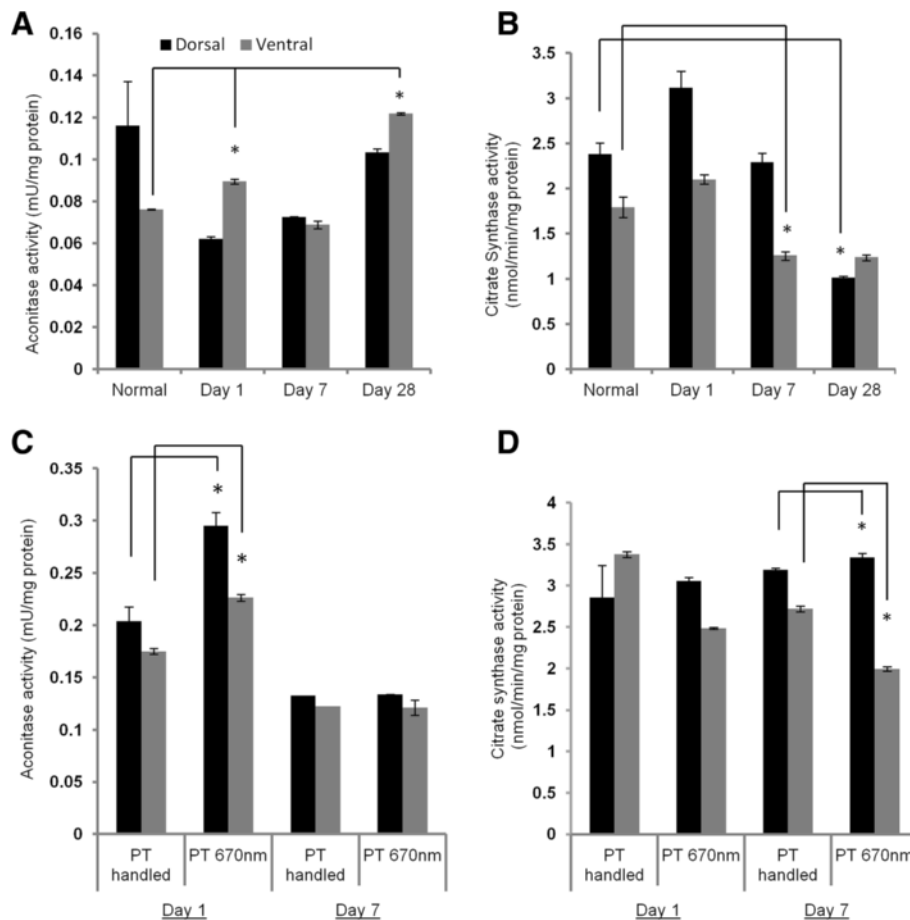 A
Dorsal Ventral
Aconitase activity (mU/mg protein)
0.16
0.14
0.12
0.1
0.08
0.06
0.04
0.02
0
*
*
Normal Day 1 Day 7 Day 28
B
Citrate Synthase activity
(nmol/min/mg protein)
3.5
3
2.5
2
1.5
1
0.5
0
*
*
Normal Day 1 Day 7 Day 28
C
Aconitase activity (mU/mg protein)
0.35
0.3
0.25
0.2
0.15
0.1
0.05
0
*
*
PT PT 670nm PT PT 670nm
handled handled
Day 1 Day 7
D
Citrate synthase activity
(nmol/min/mg protein)
4
3.5
3
2.5
2
1.5
1
0.5
0
*
*
PT PT 670nm PT PT 670nm
handled handled
Day 1 Day 7